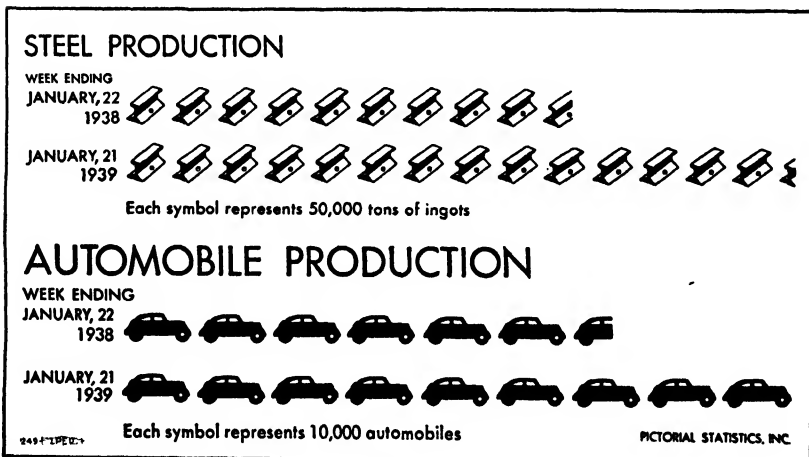 STEEL PRODUCTION
WEEK ENDING
JANUARY, 22
1938
JANUARY, 21
1939
Each symbol represents 50,000 tons of ingots
AUTOMOBILE PRODUCTION
WEEK ENDING
JANUARY, 22
1938
JANUARY, 21
1939
Each symbol represents 10,000 automobiles
PICTORIAL STATISTICS, INC.